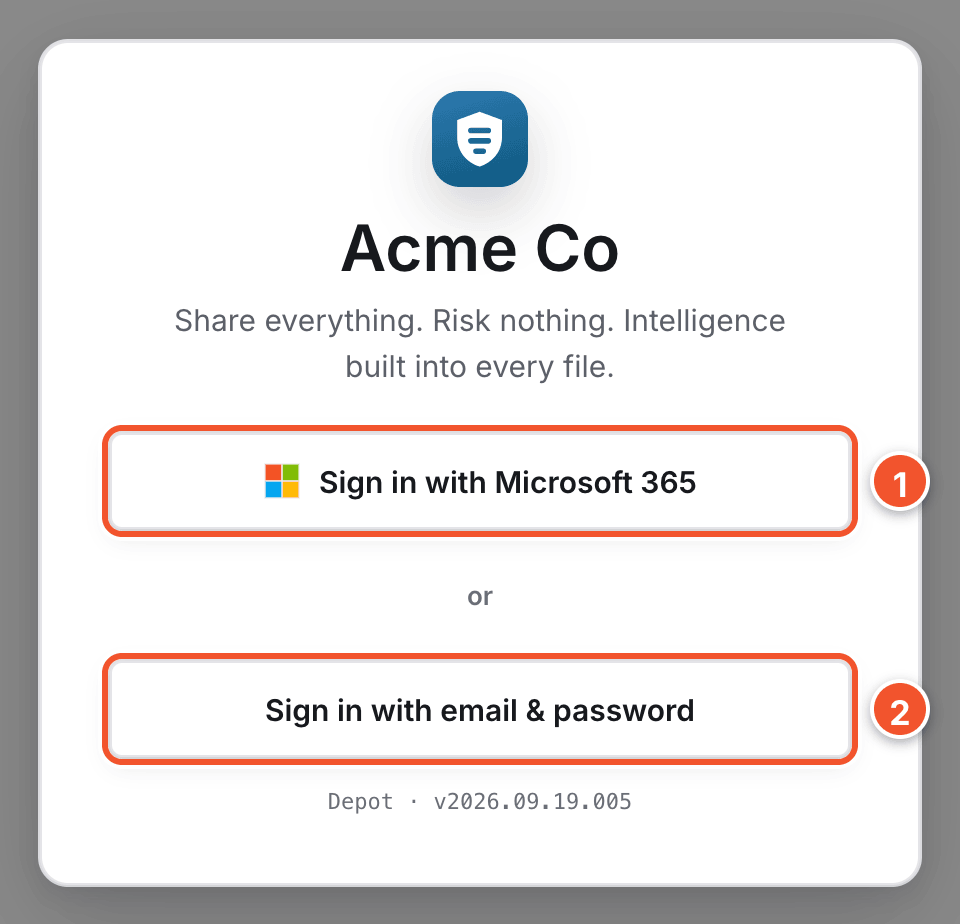 Acme Co
Share everything. Risk nothing. Intelligence
built into every file.
Sign in with Microsoft 365
1
or
Sign in with email & password
2
Depot · v2026.09.19.005